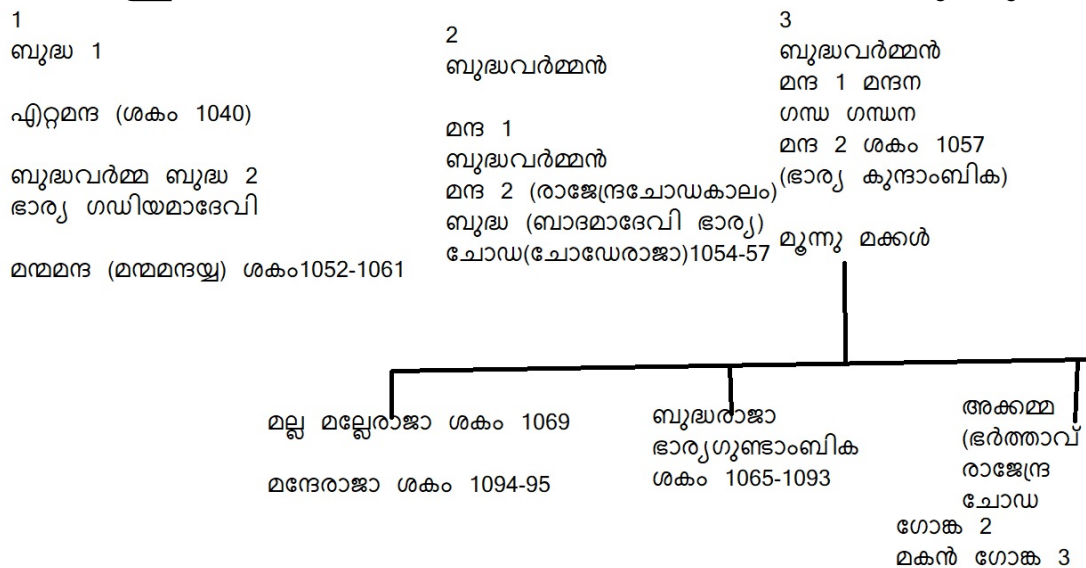 1
ബുദ്ധ 1
എറ്റമന്ദ (ശകം 1040)
ബുദ്ധവർമ്മ ബുദ്ധ 2
ഭാര്യ ഗഡിയമാദേവി
മന്മമന്ദ (മന്മമന്ദയ്യ) ശകം1052-1061
2
ബുദ്ധവർമ്മൻ
മന്ദ 1
ബുദ്ധവർമ്മൻ
മന്ദ 2 (രാജേന്ദ്രചോഡകാലം)
ബുദ്ധ (ബാദമാദേവി ഭാര്യ)
ചോഡ(ചോഡേരാജാ)1054-57
3
ബുദ്ധവർമ്മൻ
മന്ദ 1 മന്ദന
ഗന്ധ ഗന്ധന
മന്ദ 2 ശകം 1057
(ഭാര്യ കുന്ദാംബിക)
മൂന്നു മക്കൾ
മല്ല മല്ലേരാജാ ശകം 1069
മന്ദേരാജാ ശകം 1094-95
ബുദ്ധരാജാ
ഭാര്യഗുണ്ടാംബിക
ശകം 1065-1093
അക്കമ്മ
(ഭർത്താവ്
രാജേന്ദ്ര
ചോഡ
ഗോങ്ക 2
മകൻ ഗോങ്ക 3